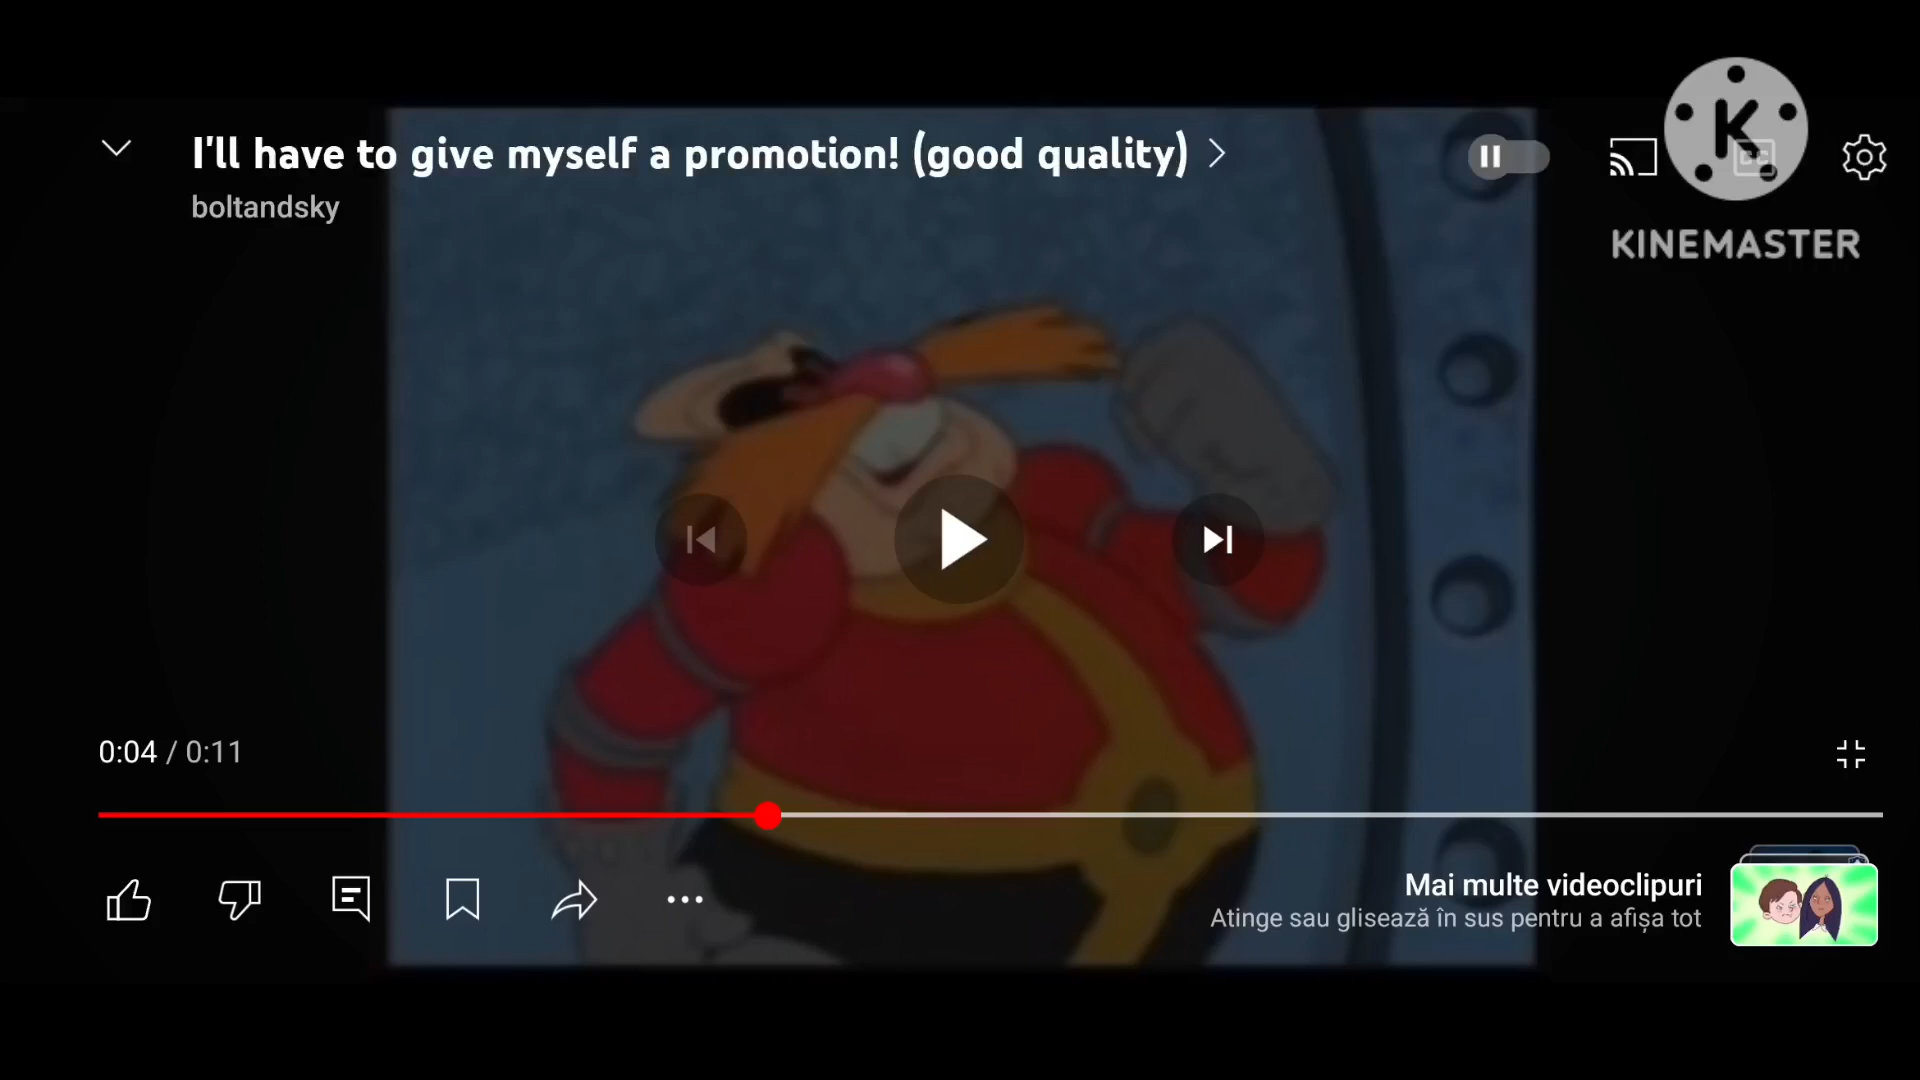 I'll have to give myself a promotion! (good quality)
boltandsky
CC
K
KINEMASTER
0:04 / 0:11
Mai multe videoclipuri
Atinge sau glisează în sus pentru a afișa tot